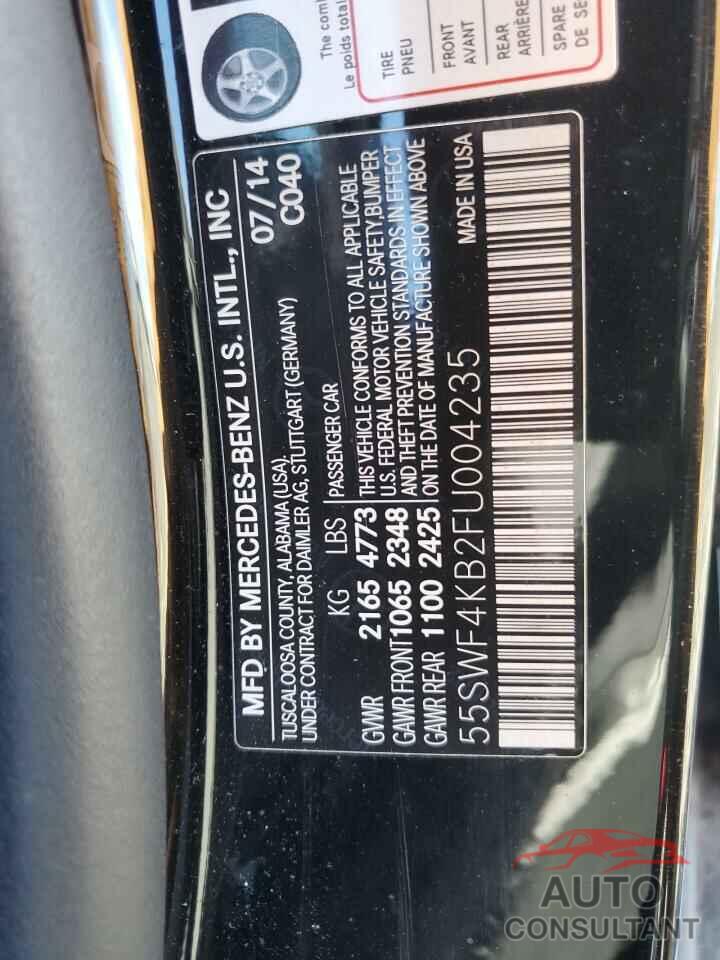 The com
Le poids total
TIRE
PNEU
FRONT
AVANT
REAR
ARRIÈRE
SPARE
DE SE
MFD BY MERCEDES-BENZ U.S. INTL., INC 07/14
TUSCALOOSA COUNTY, ALABAMA (USA) C040
UNDER CONTRACT FOR DAIMLER AG, STUTTGART (GERMANY)
KG LBS PASSENGER CAR
GVWR 2165 4773 THIS VEHICLE CONFORMS TO ALL APPLICABLE
U.S. FEDERAL MOTOR VEHICLE SAFETY,BUMPER
GAWR FRONT 1065 2348 AND THEFT PREVENTION STANDARDS IN EFFECT
GAWR REAR 1100 2425 ON THE DATE OF MANUFACTURE SHOWN ABOVE
55SWF4KB2FU004235 MADE IN USA
AUTO
CONSULTANT